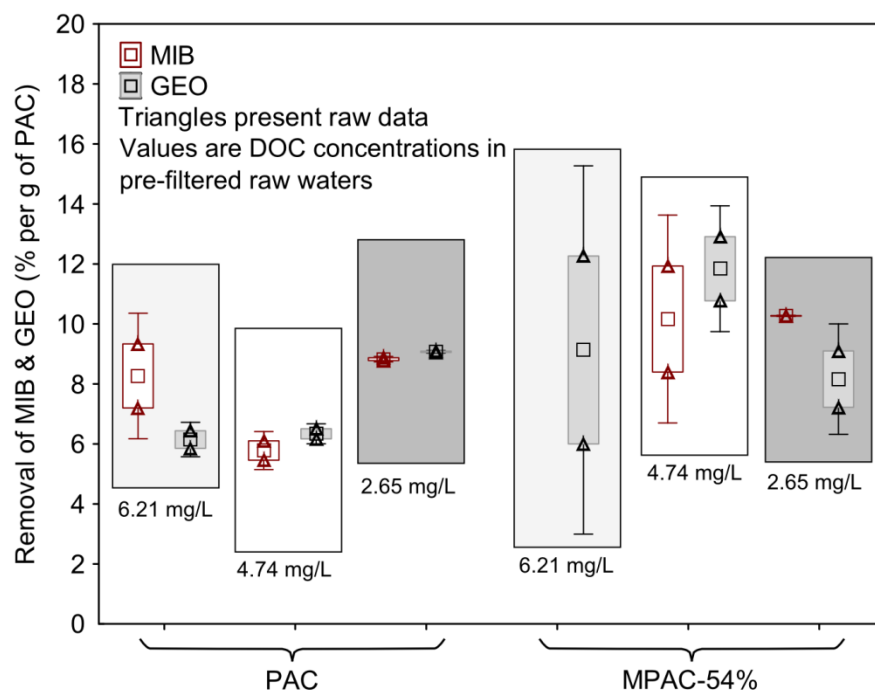 Removal of MIB & GEO (% per g of PAC)
20
18
16
14
12
10
8
6
4
2
0
MIB
GEO
Triangles present raw data
Values are DOC concentrations in
pre-filtered raw waters
6.21 mg/L
4.74 mg/L
2.65 mg/L
6.21 mg/L
4.74 mg/L
2.65 mg/L
PAC
MPAC-54%